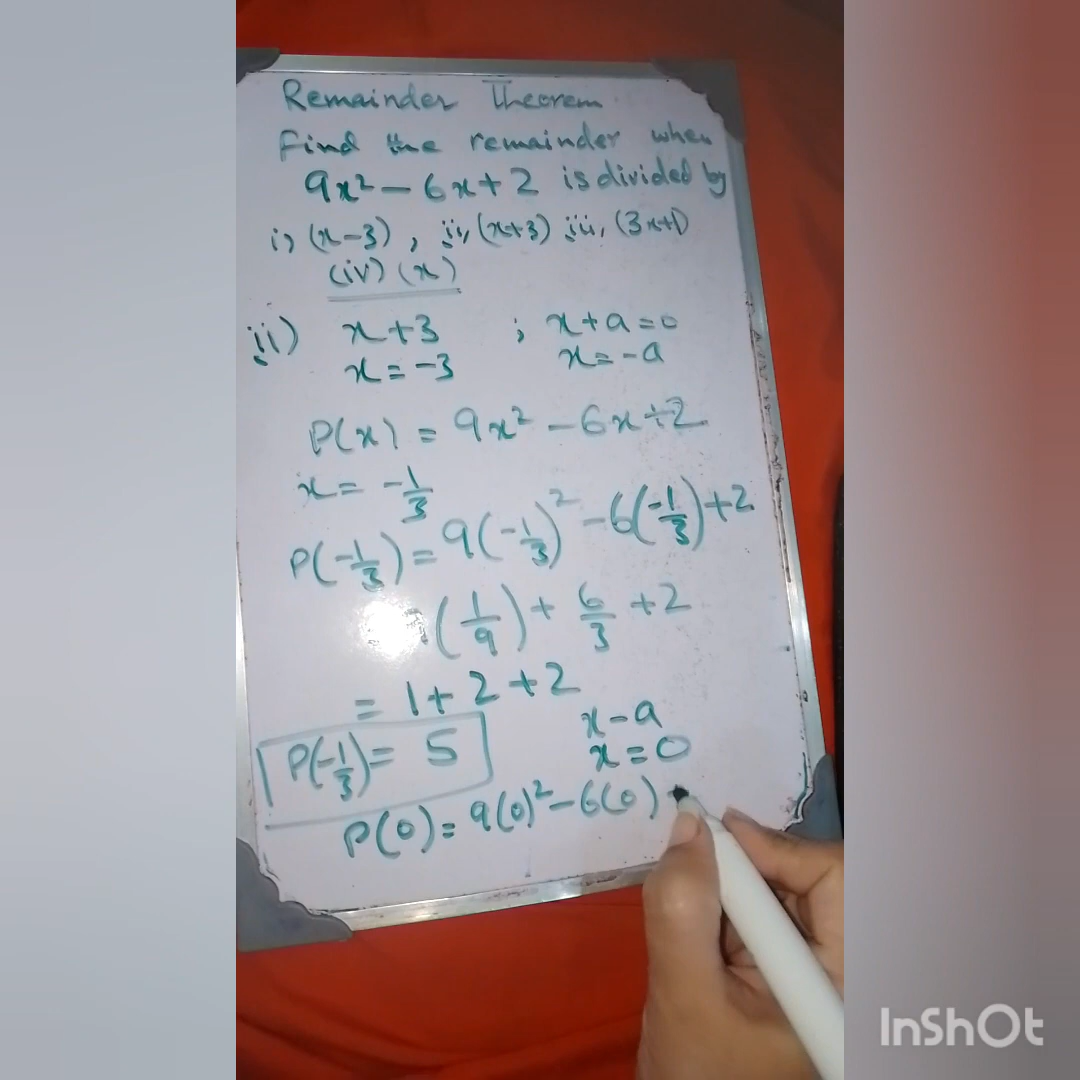 Remainder Theorem.
Find the remainder when
9x² - 6x + 2 is divided by
i, (x-3), ii, (x+3) iii, (3x+1)
(iv) (x)
ii) x+3 ; x+a=0
x = -3 x = -a
P(x) = 9x² - 6x + 2
x = -1/3
P(-1/3) = 9(-1/3)² - 6(-1/3) + 2
(1/9) + 6/3 + 2
= 1 + 2 + 2
x - a
P(-1/3) = 5 x = 0
P(0) = 9(0)² - 6(0)
InShOt